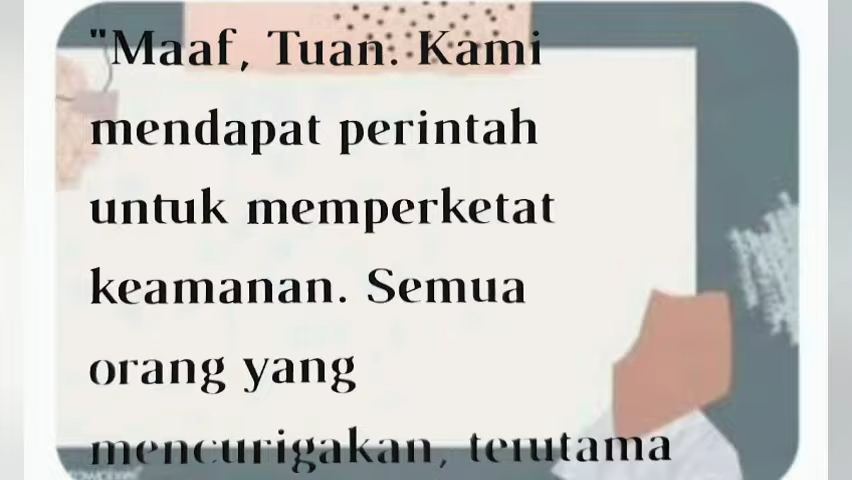 "Maaf, Tuan. Kami
mendapat perintah
untuk memperketat
keamanan. Semua
orang yang
mencurigakan, terutama